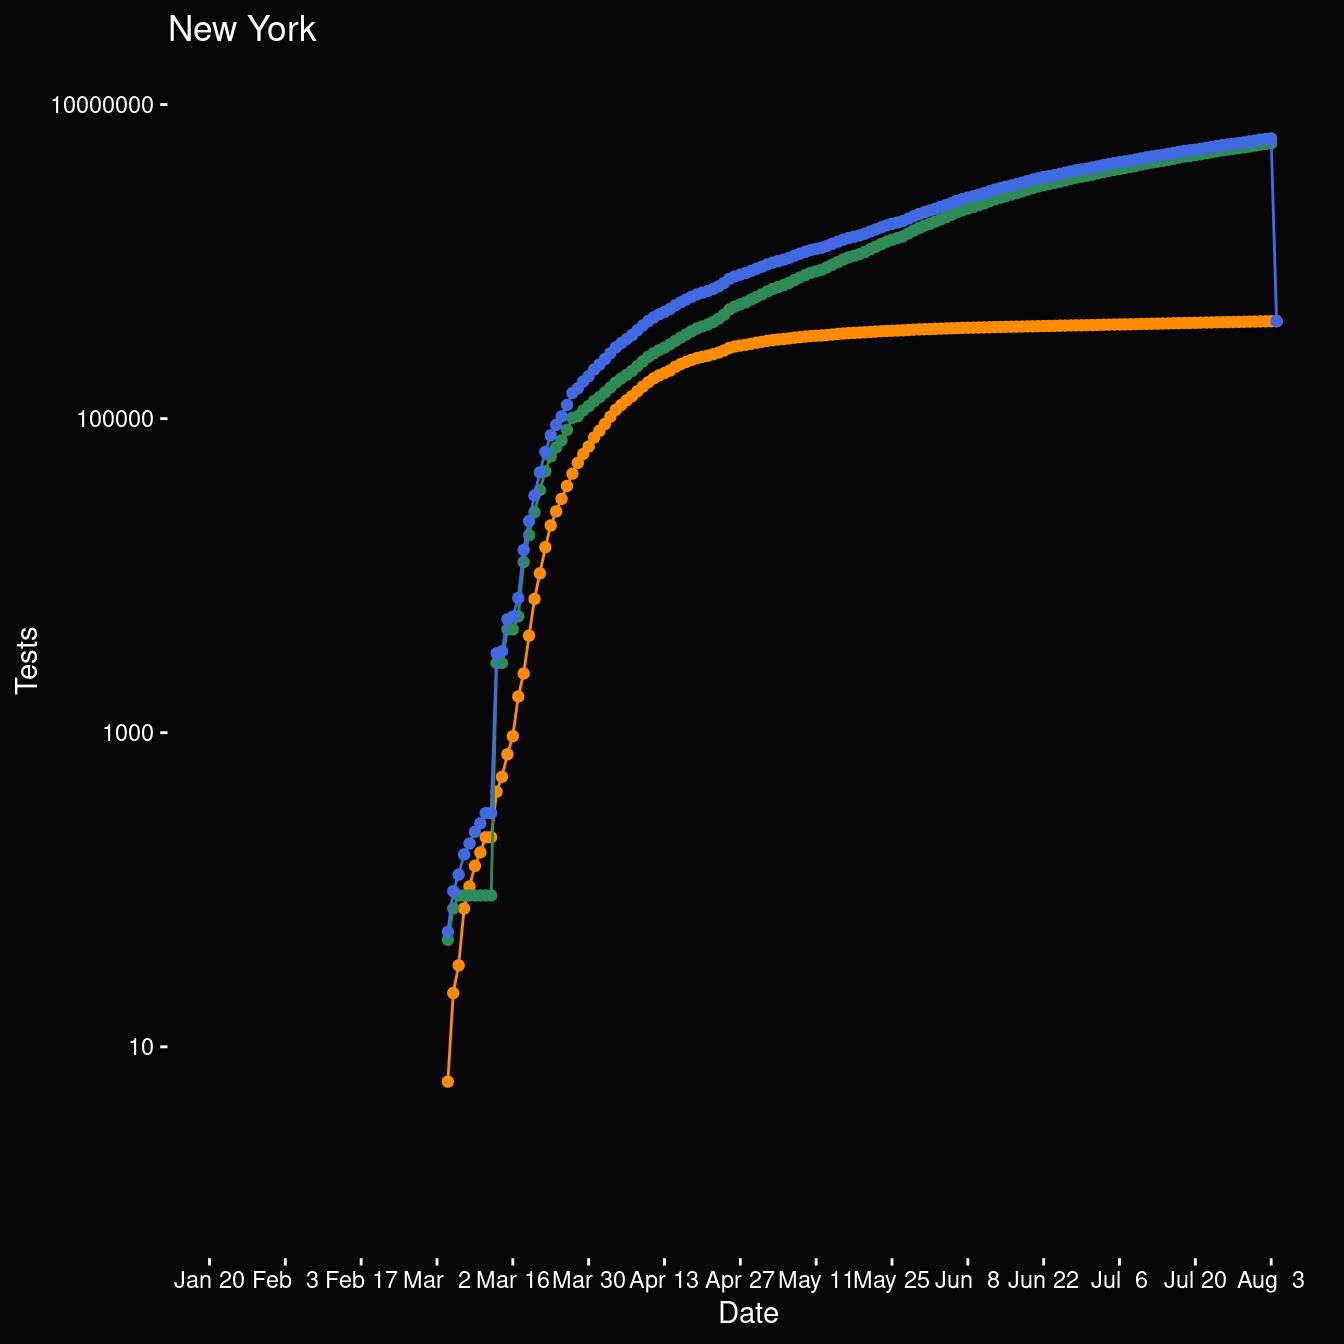 New York
10000000
100000
1000
10
Tests
Jan 20 Feb 3 Feb 17 Mar 2 Mar 16 Mar 30 Apr 13 Apr 27 May 11 May 25 Jun 8 Jun 22 Jul 6 Jul 20 Aug 3
Date